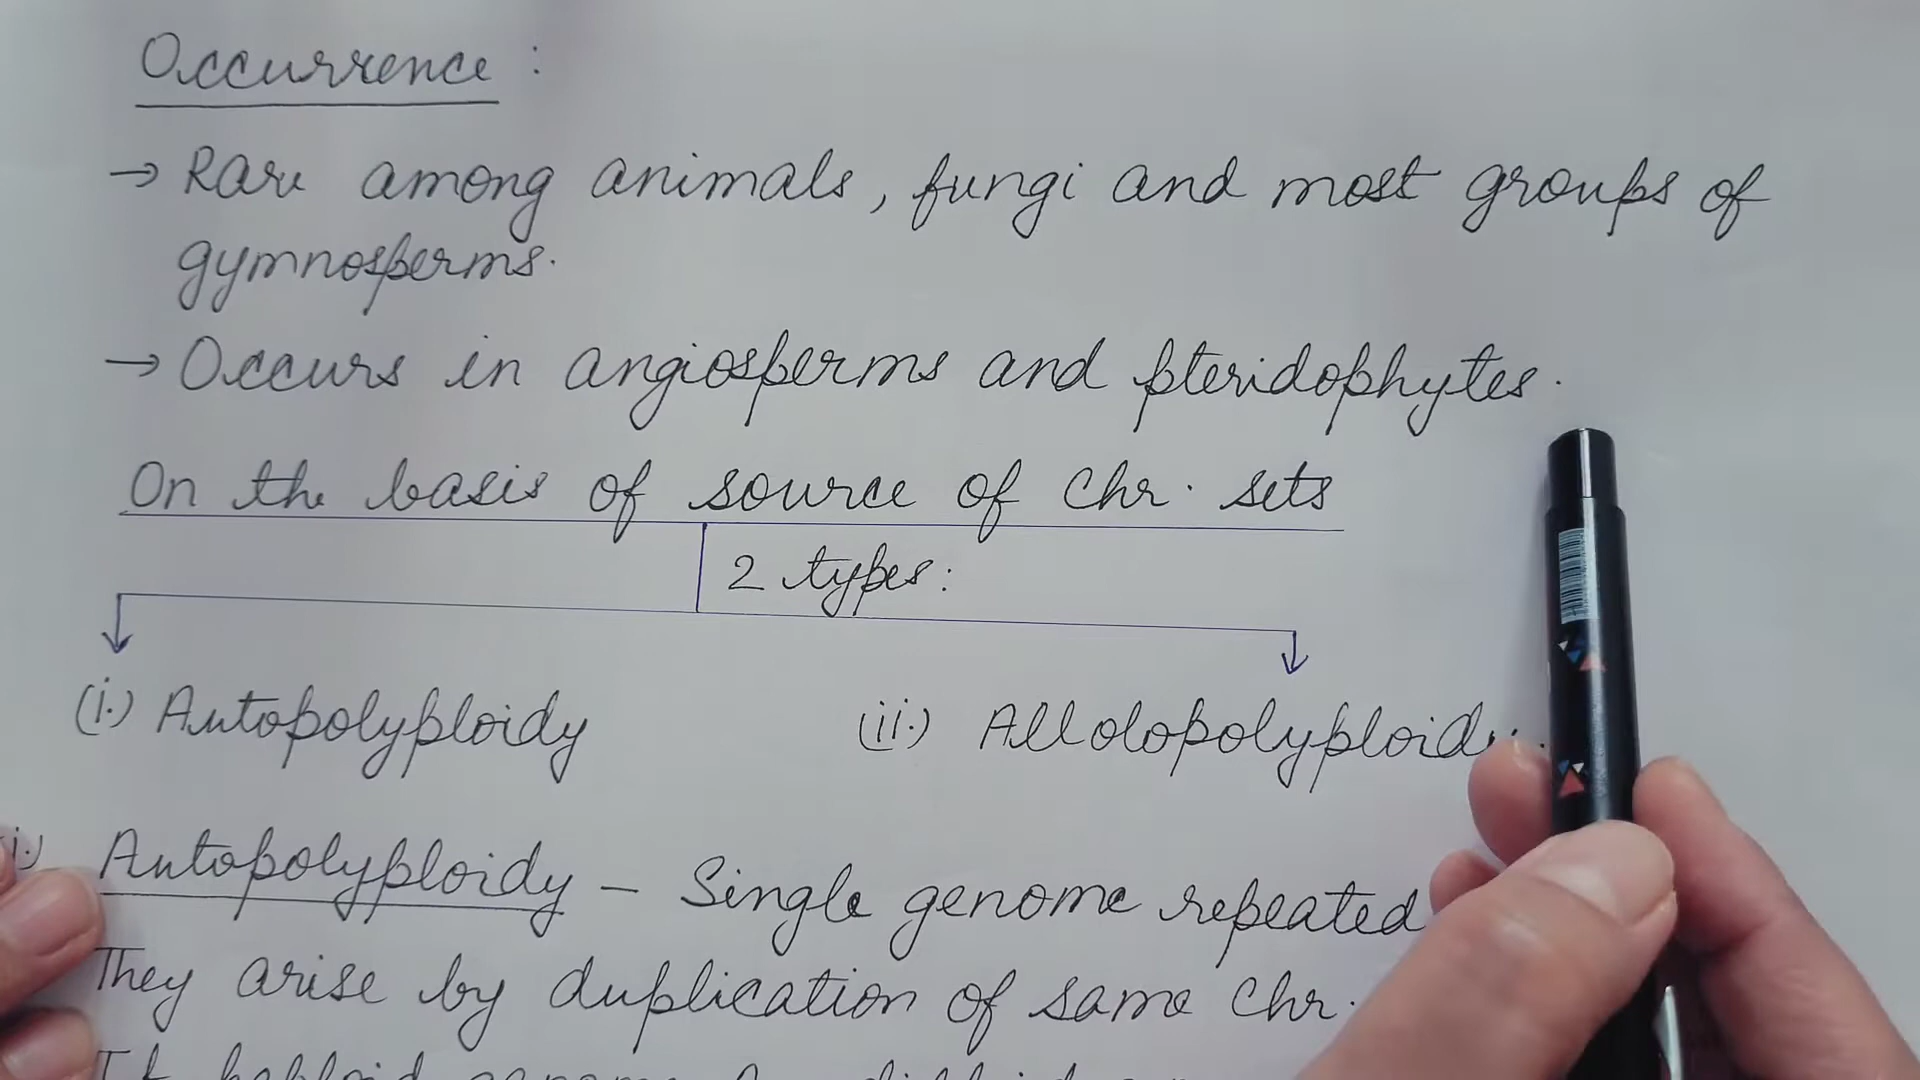 Occurrence :
→ Rare among animals, fungi and most groups of
gymnosperms.
→ Occurs in angiosperms and pteridophytes.
On the basis of source of Chr. sets
2 types:
(i.) Autopolyploidy (ii.) Allolopolyploidy
i.) Autopolyploidy – Single genome repeated
They arise by duplication of same Chr.